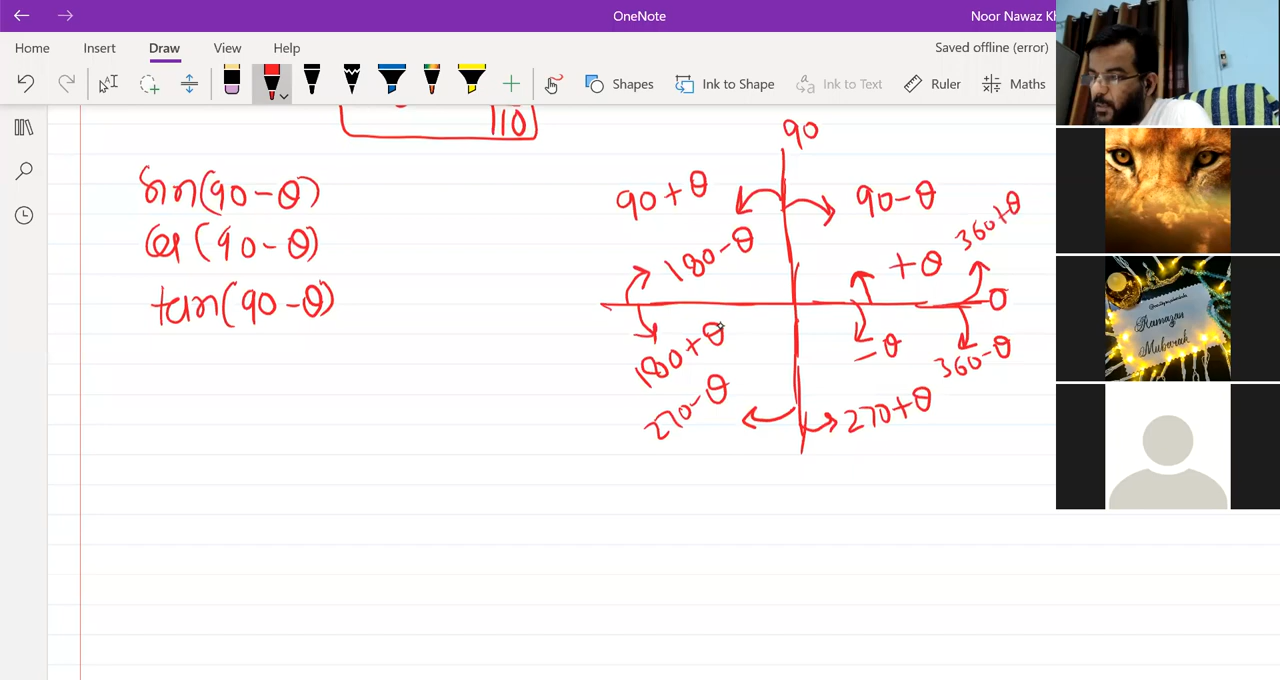 OneNote
Noor Nawaz Kh
Home Insert Draw View Help
Saved offline (error)
Shapes Ink to Shape Ink to Text Ruler Maths
110
sin(90-θ)
cos(90-θ)
tan(90-θ)
90
90+θ
90-θ
180-θ
+θ
360+θ
0
180+θ
-θ
360-θ
270-θ
270+θ
Ramazan
Mubarak